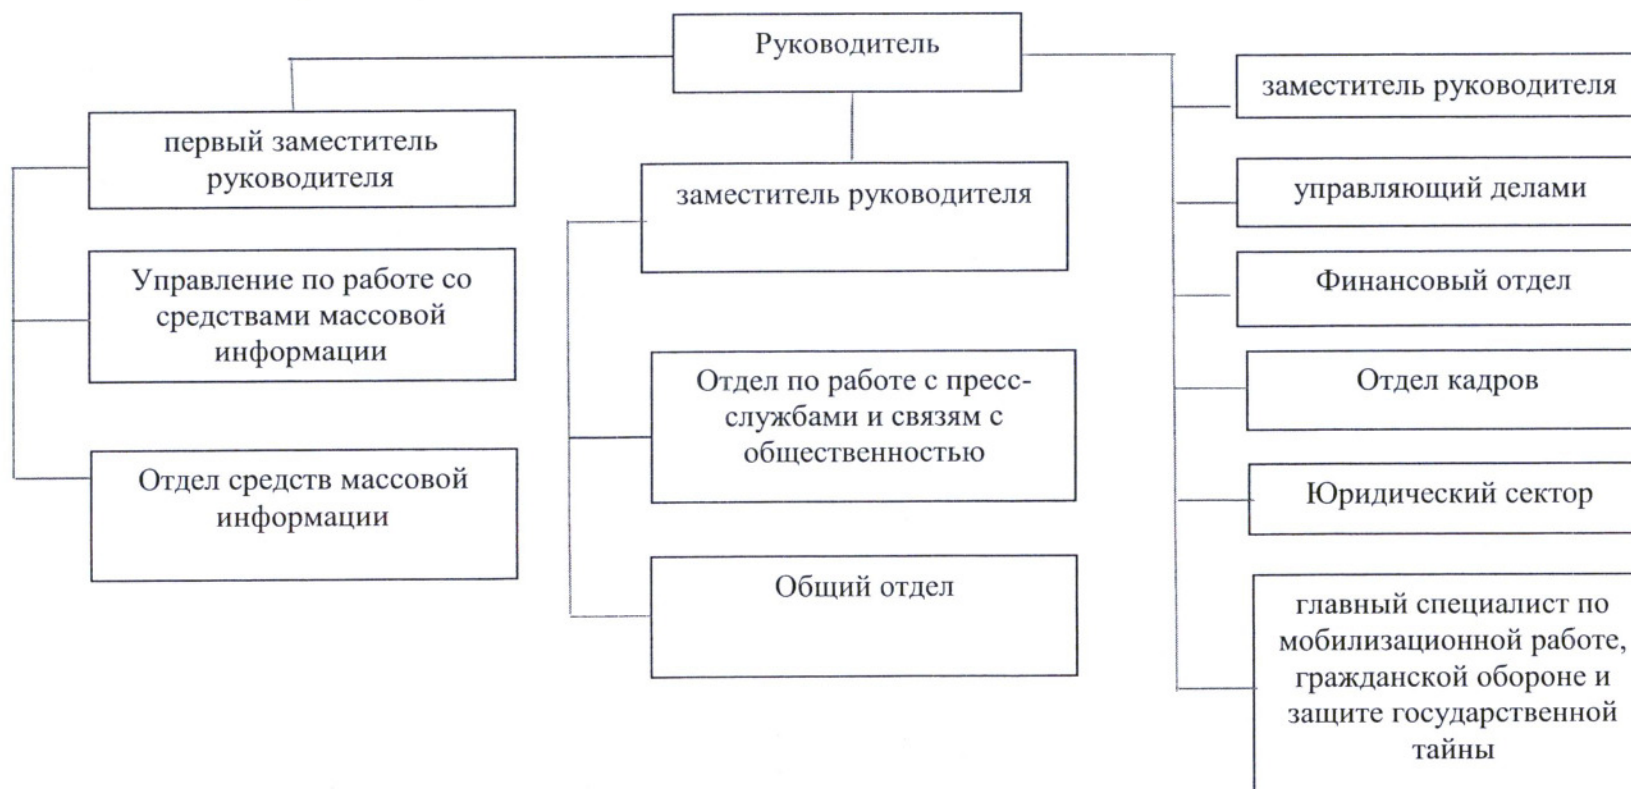 Руководитель
первый заместитель
руководителя
Управление по работе со
средствами массовой
информации
Отдел средств массовой
информации
заместитель руководителя
Отдел по работе с пресс-
службами и связям с
общественностью
Общий отдел
заместитель руководителя
управляющий делами
Финансовый отдел
Отдел кадров
Юридический сектор
главный специалист по
мобилизационной работе,
гражданской обороне и
защите государственной
тайны